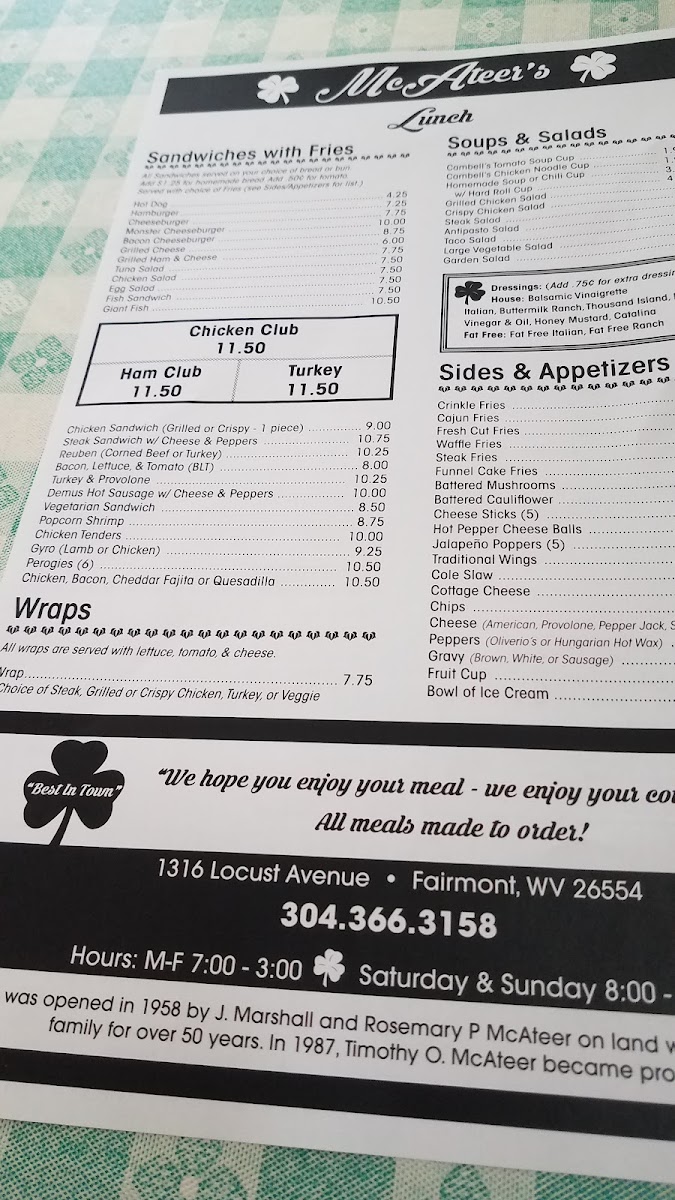 McAteer's
Lunch
Sandwiches with Fries
All Sandwiches served on your choice of bread or bun.
Add $1.25 for homemade bread. Add .50¢ for tomato.
Served with choice of Fries (see Sides/Appetizers for list.)
Hot Dog 4.25
Hamburger 7.25
Cheeseburger 7.75
Monster Cheeseburger 10.00
Bacon Cheeseburger 8.75
Grilled Cheese 6.00
Grilled Ham & Cheese 7.75
Tuna Salad 7.50
Chicken Salad 7.50
Egg Salad 7.50
Fish Sandwich 7.50
Giant Fish 10.50
Chicken Club
11.50
Ham Club
11.50
Turkey
11.50
Chicken Sandwich (Grilled or Crispy - 1 piece) 9.00
Steak Sandwich w/ Cheese & Peppers 10.75
Reuben (Corned Beef or Turkey) 10.25
Bacon, Lettuce, & Tomato (BLT) 8.00
Turkey & Provolone 10.25
Demus Hot Sausage w/ Cheese & Peppers 10.00
Vegetarian Sandwich 8.50
Popcorn Shrimp 8.75
Chicken Tenders 10.00
Gyro (Lamb or Chicken) 9.25
Perogies (6) 10.50
Chicken, Bacon, Cheddar Fajita or Quesadilla 10.50
Wraps
All wraps are served with lettuce, tomato, & cheese.
Wrap 7.75
Choice of Steak, Grilled or Crispy Chicken, Turkey, or Veggie
Soups & Salads
Cambell's Tomato Soup Cup
Cambell's Chicken Noodle Cup
Homemade Soup or Chili Cup
w/ Hard Roll Cup
Grilled Chicken Salad
Crispy Chicken Salad
Steak Salad
Antipasto Salad
Taco Salad
Large Vegetable Salad
Garden Salad
Dressings: (Add .75¢ for extra dressin
House: Balsamic Vinaigrette
Italian, Buttermilk Ranch, Thousand Island,
Vinegar & Oil, Honey Mustard, Catalina
Fat Free: Fat Free Italian, Fat Free Ranch
Sides & Appetizers
Crinkle Fries
Cajun Fries
Fresh Cut Fries
Waffle Fries
Steak Fries
Funnel Cake Fries
Battered Mushrooms
Battered Cauliflower
Cheese Sticks (5)
Hot Pepper Cheese Balls
Jalapeño Poppers (5)
Traditional Wings
Cole Slaw
Cottage Cheese
Chips
Cheese (American, Provolone, Pepper Jack, S
Peppers (Oliverio's or Hungarian Hot Wax)
Gravy (Brown, White, or Sausage)
Fruit Cup
Bowl of Ice Cream
"Best In Town"
"We hope you enjoy your meal - we enjoy your co
All meals made to order!
1316 Locust Avenue • Fairmont, WV 26554
304.366.3158
Hours: M-F 7:00 - 3:00 Saturday & Sunday 8:00 -
was opened in 1958 by J. Marshall and Rosemary P McAteer on land w
family for over 50 years. In 1987, Timothy O. McAteer became pro